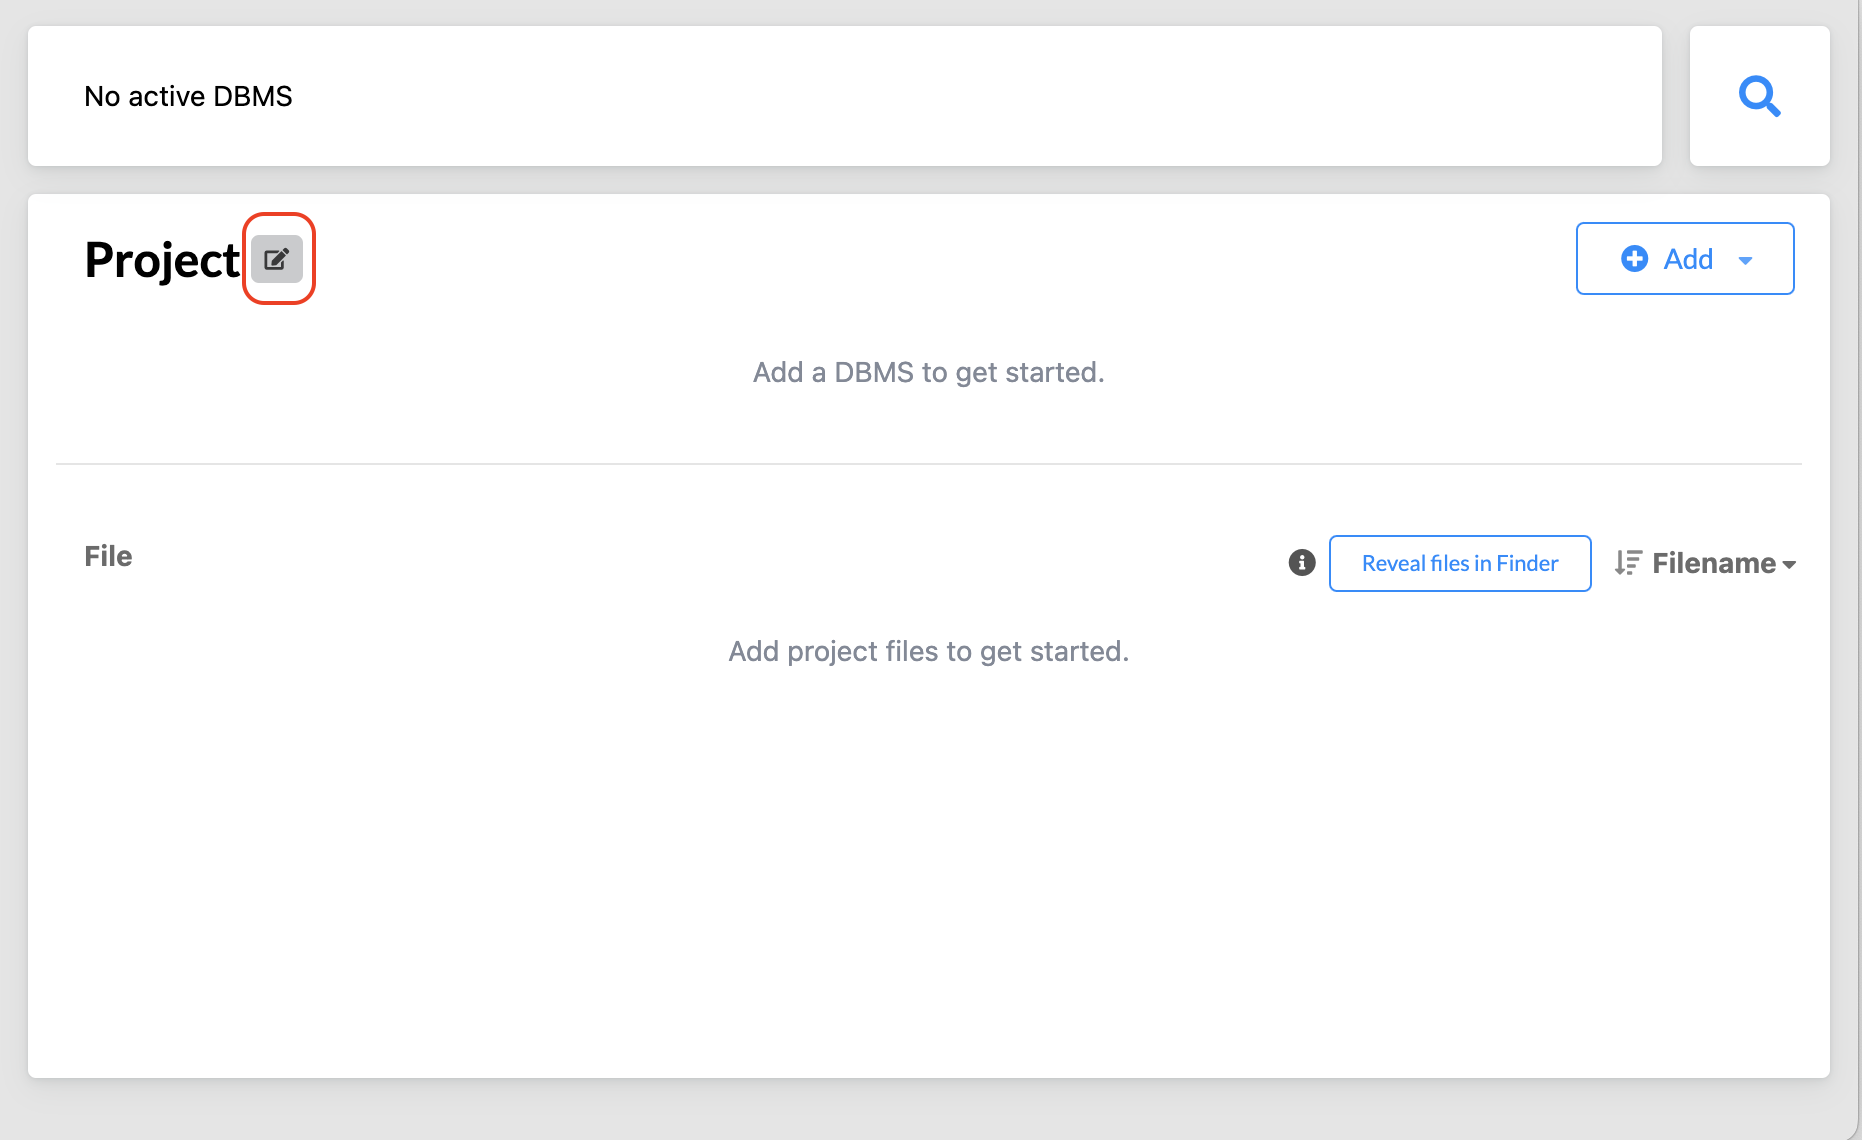 No active DBMS
Project
Add
Add a DBMS to get started.
File
Reveal files in Finder
Filename
Add project files to get started.